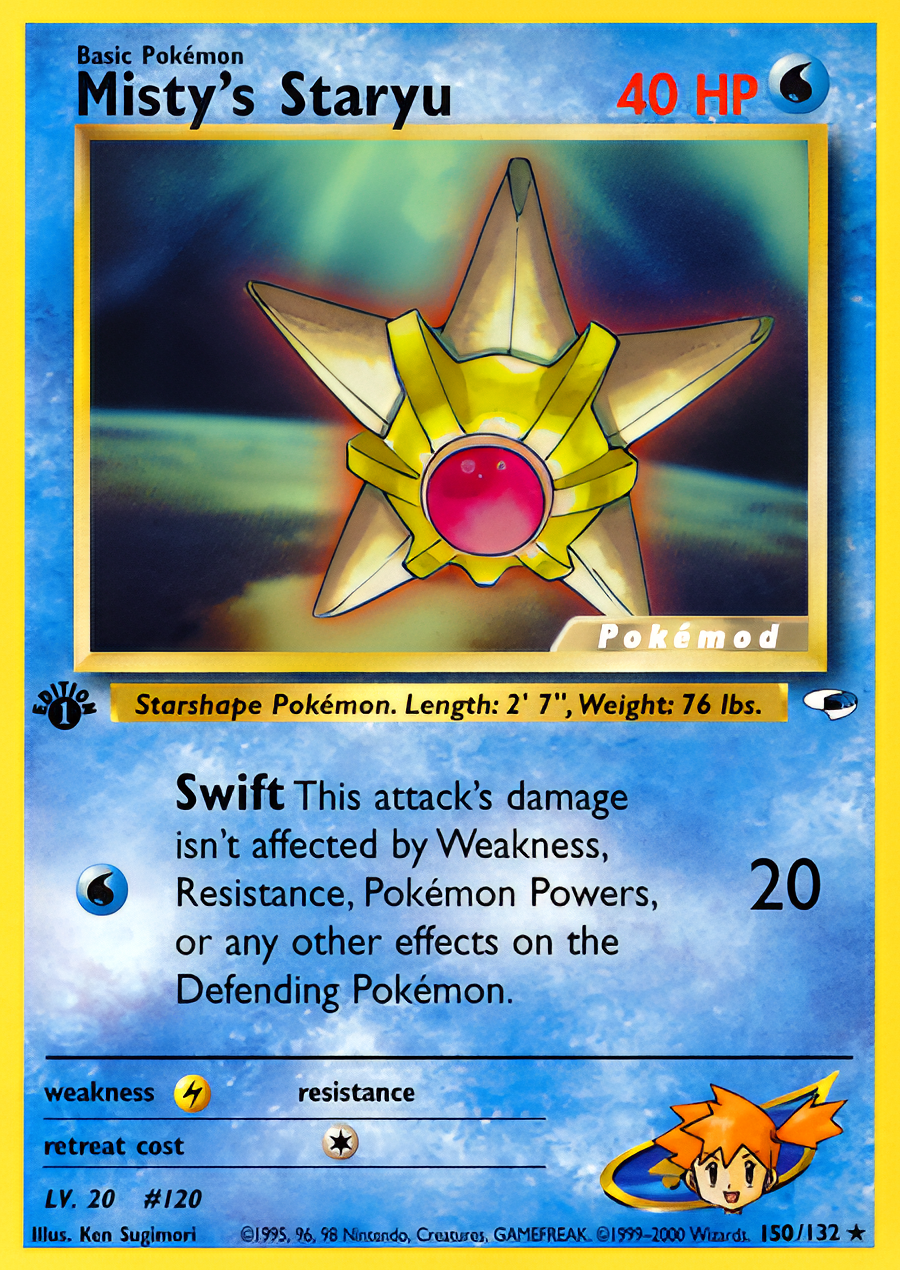 Basic Pokémon
Misty's Staryu
40 HP
Pokémod
EDITION
1
Starshape Pokémon. Length: 2' 7", Weight: 76 lbs.
Swift This attack's damage
isn't affected by Weakness,
Resistance, Pokémon Powers,
or any other effects on the
Defending Pokémon.
20
weakness
resistance
retreat cost
LV. 20 #120
Illus. Ken Sugimori
©1995, 96, 98 Nintendo, Creatures, GAMEFREAK. ©1999–2000 Wizards.
150/132